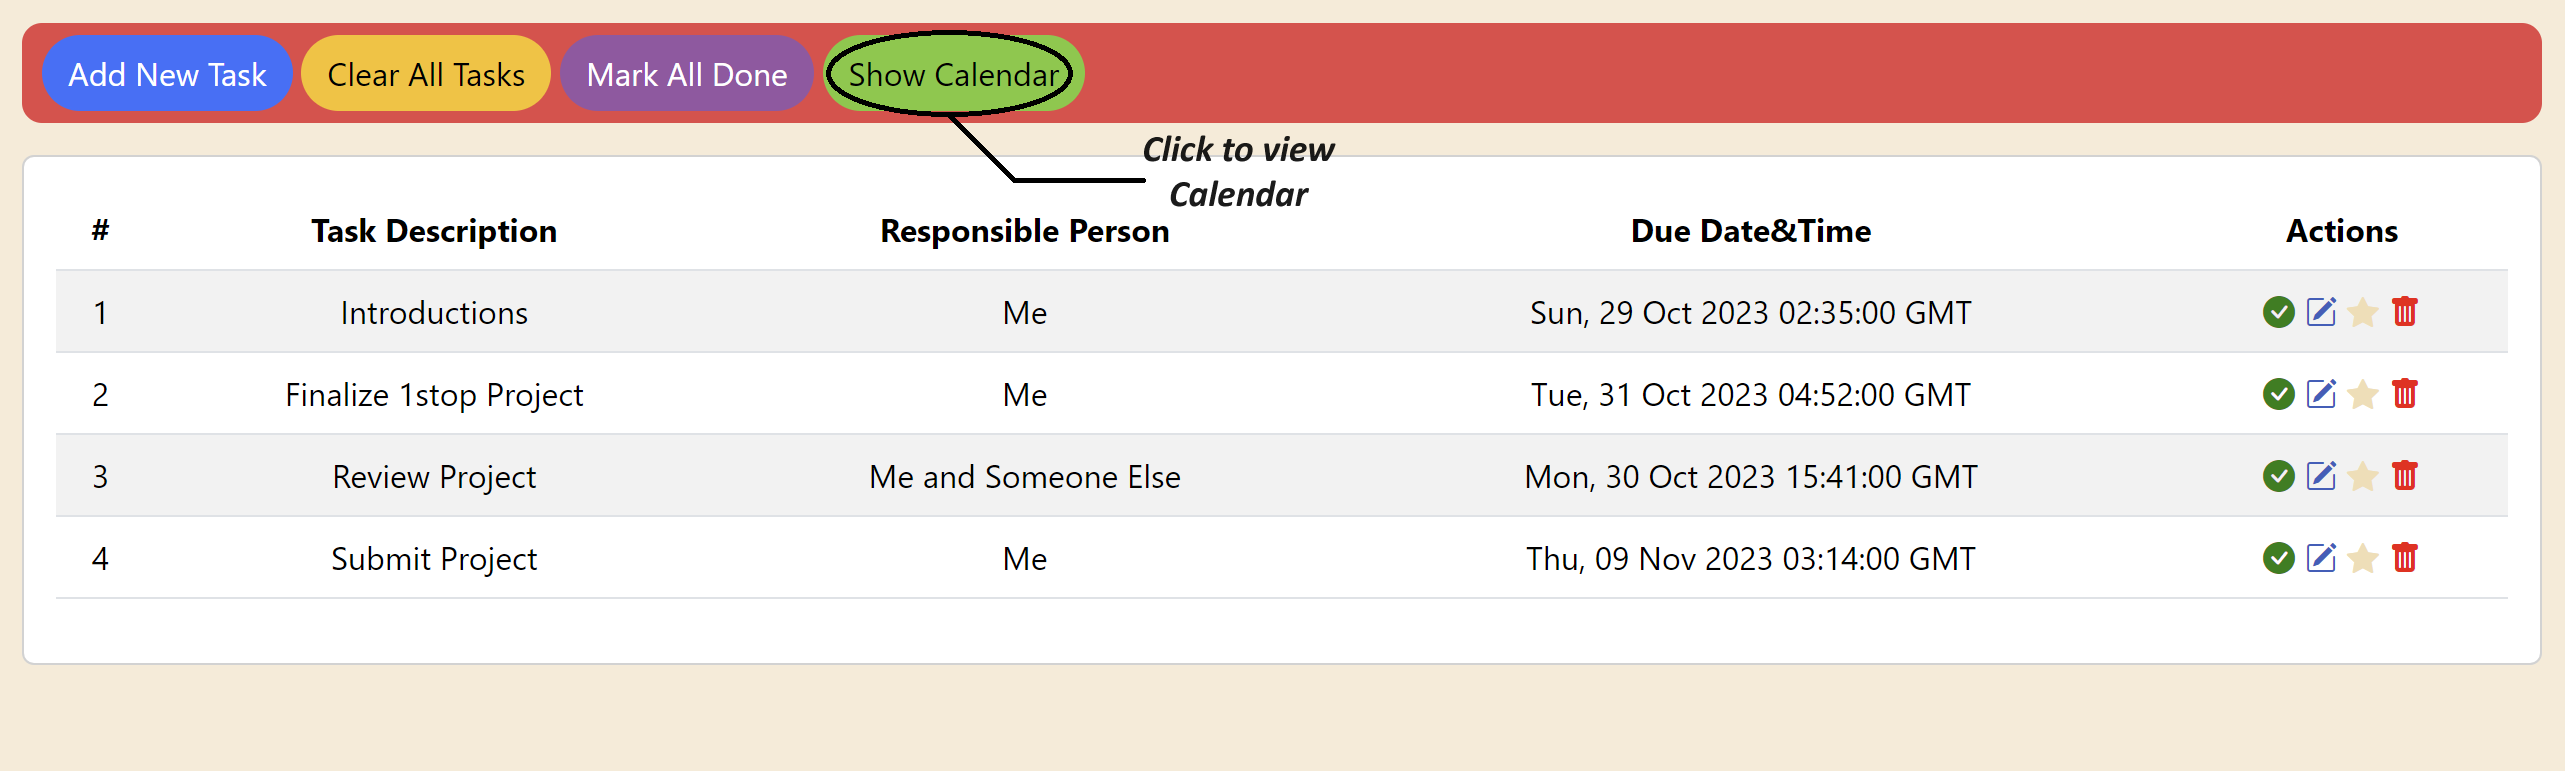 Add New Task Clear All Tasks Mark All Done Show Calendar
Click to view
Calendar
# Task Description Responsible Person Due Date&Time Actions
1 Introductions Me Sun, 29 Oct 2023 02:35:00 GMT
2 Finalize 1stop Project Me Tue, 31 Oct 2023 04:52:00 GMT
3 Review Project Me and Someone Else Mon, 30 Oct 2023 15:41:00 GMT
4 Submit Project Me Thu, 09 Nov 2023 03:14:00 GMT